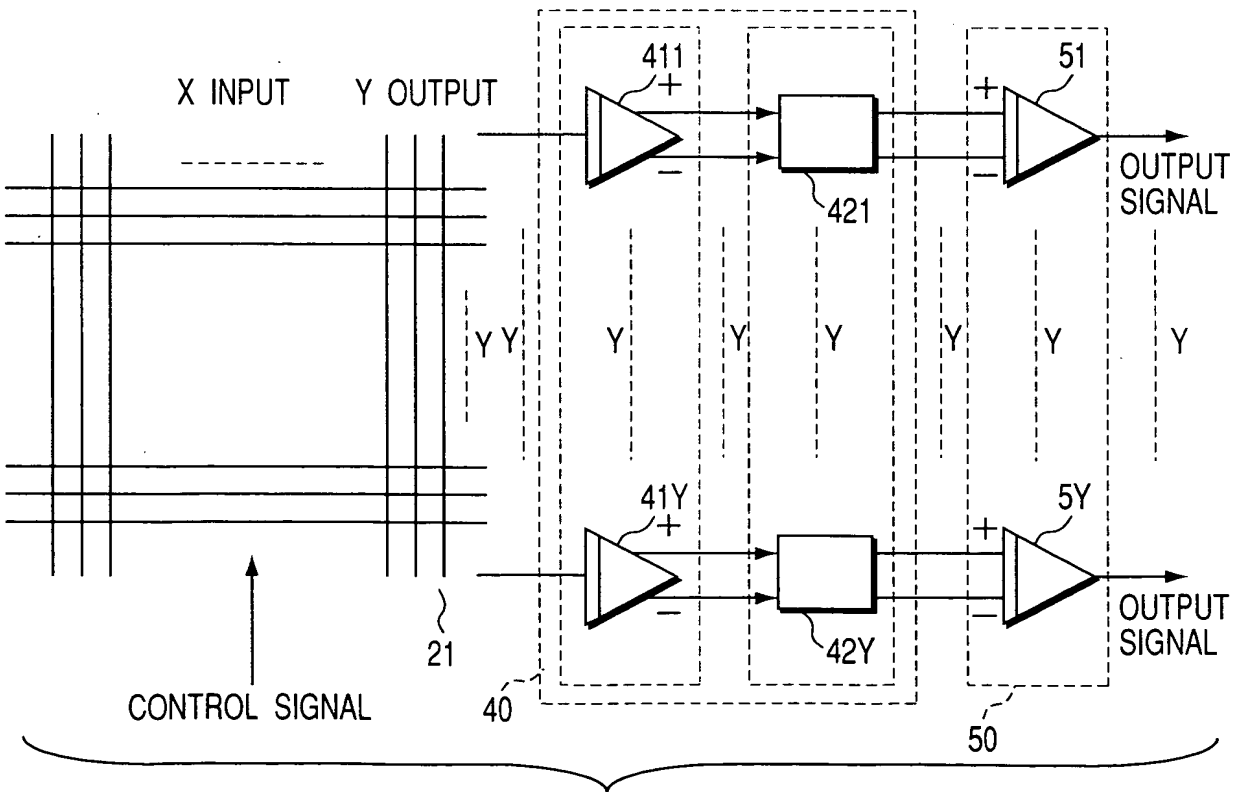 411
51
X INPUT
Y OUTPUT
+
+
−
−
421
OUTPUT
SIGNAL
Y
Y
Y
Y
Y
Y
Y
Y
41Y
5Y
+
+
−
−
42Y
OUTPUT
SIGNAL
21
CONTROL SIGNAL
40
50